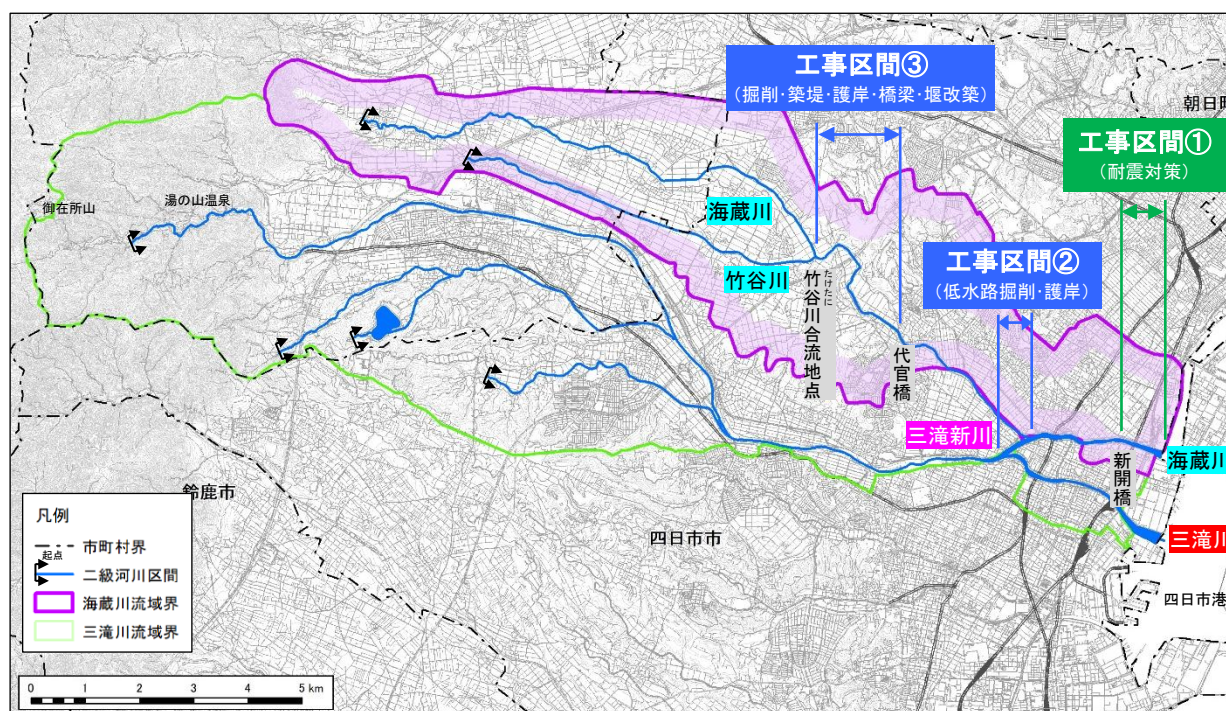 工事区間③
(掘削・築堤・護岸・橋梁・堰改築)
朝日町
工事区間①
(耐震対策)
湯の山温泉
御在所山
海蔵川
竹谷川
工事区間②
(低水路掘削・護岸)
たけたに
竹谷川合流地点
代官橋
三滝新川
新開橋
海蔵川
鈴鹿市
四日市市
三滝川
四日市港
凡例
市町村界
起点
二級河川区間
海蔵川流域界
三滝川流域界
0 1 2 3 4 5 km